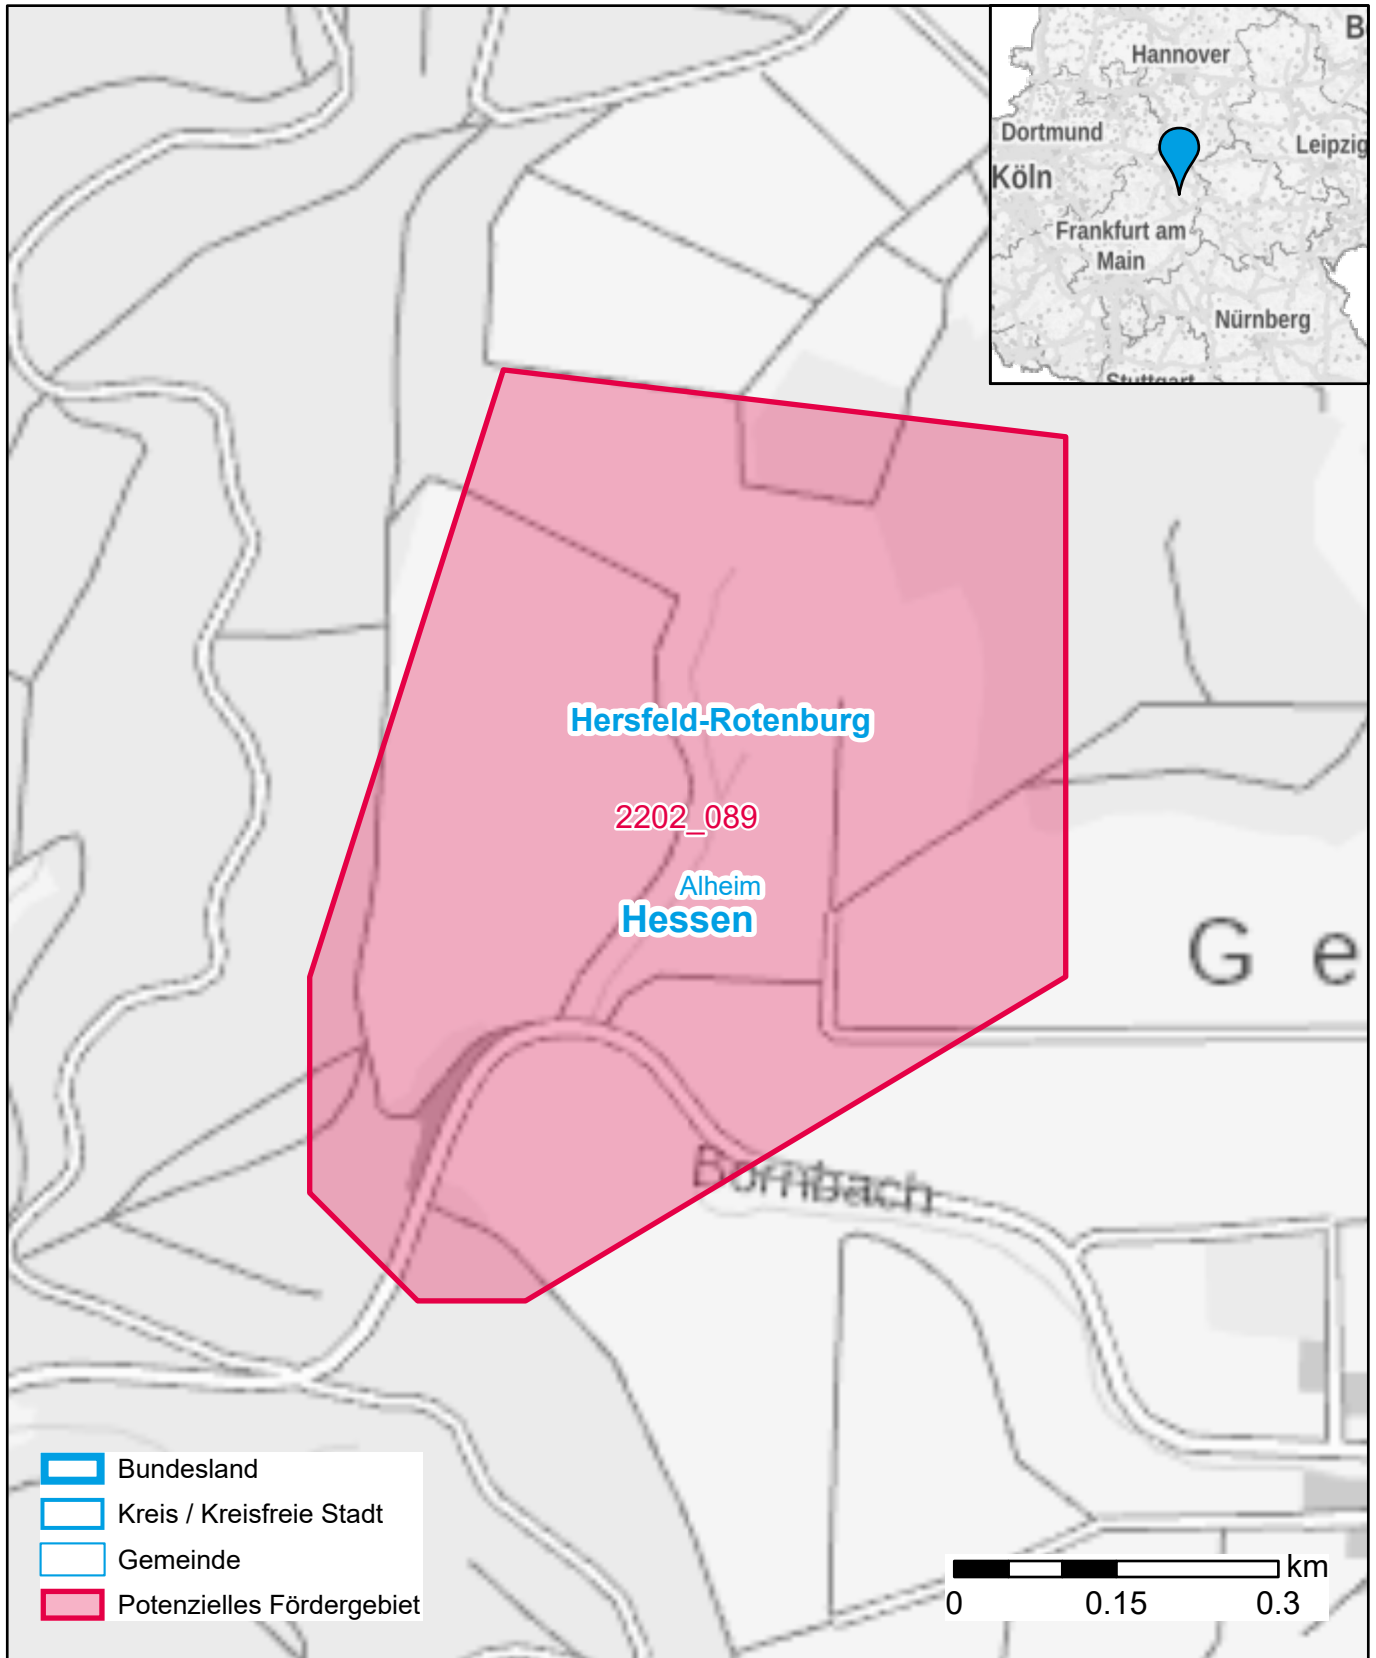 Hannover
B
Dortmund
Leipzig
Köln
Frankfurt am
Main
Nürnberg
Stuttgart
Hersfeld-Rotenburg
2202_089
Alheim
Hessen
G e
Bornbach
Bundesland
Kreis / Kreisfreie Stadt
Gemeinde
Potenzielles Fördergebiet
km
0 0.15 0.3